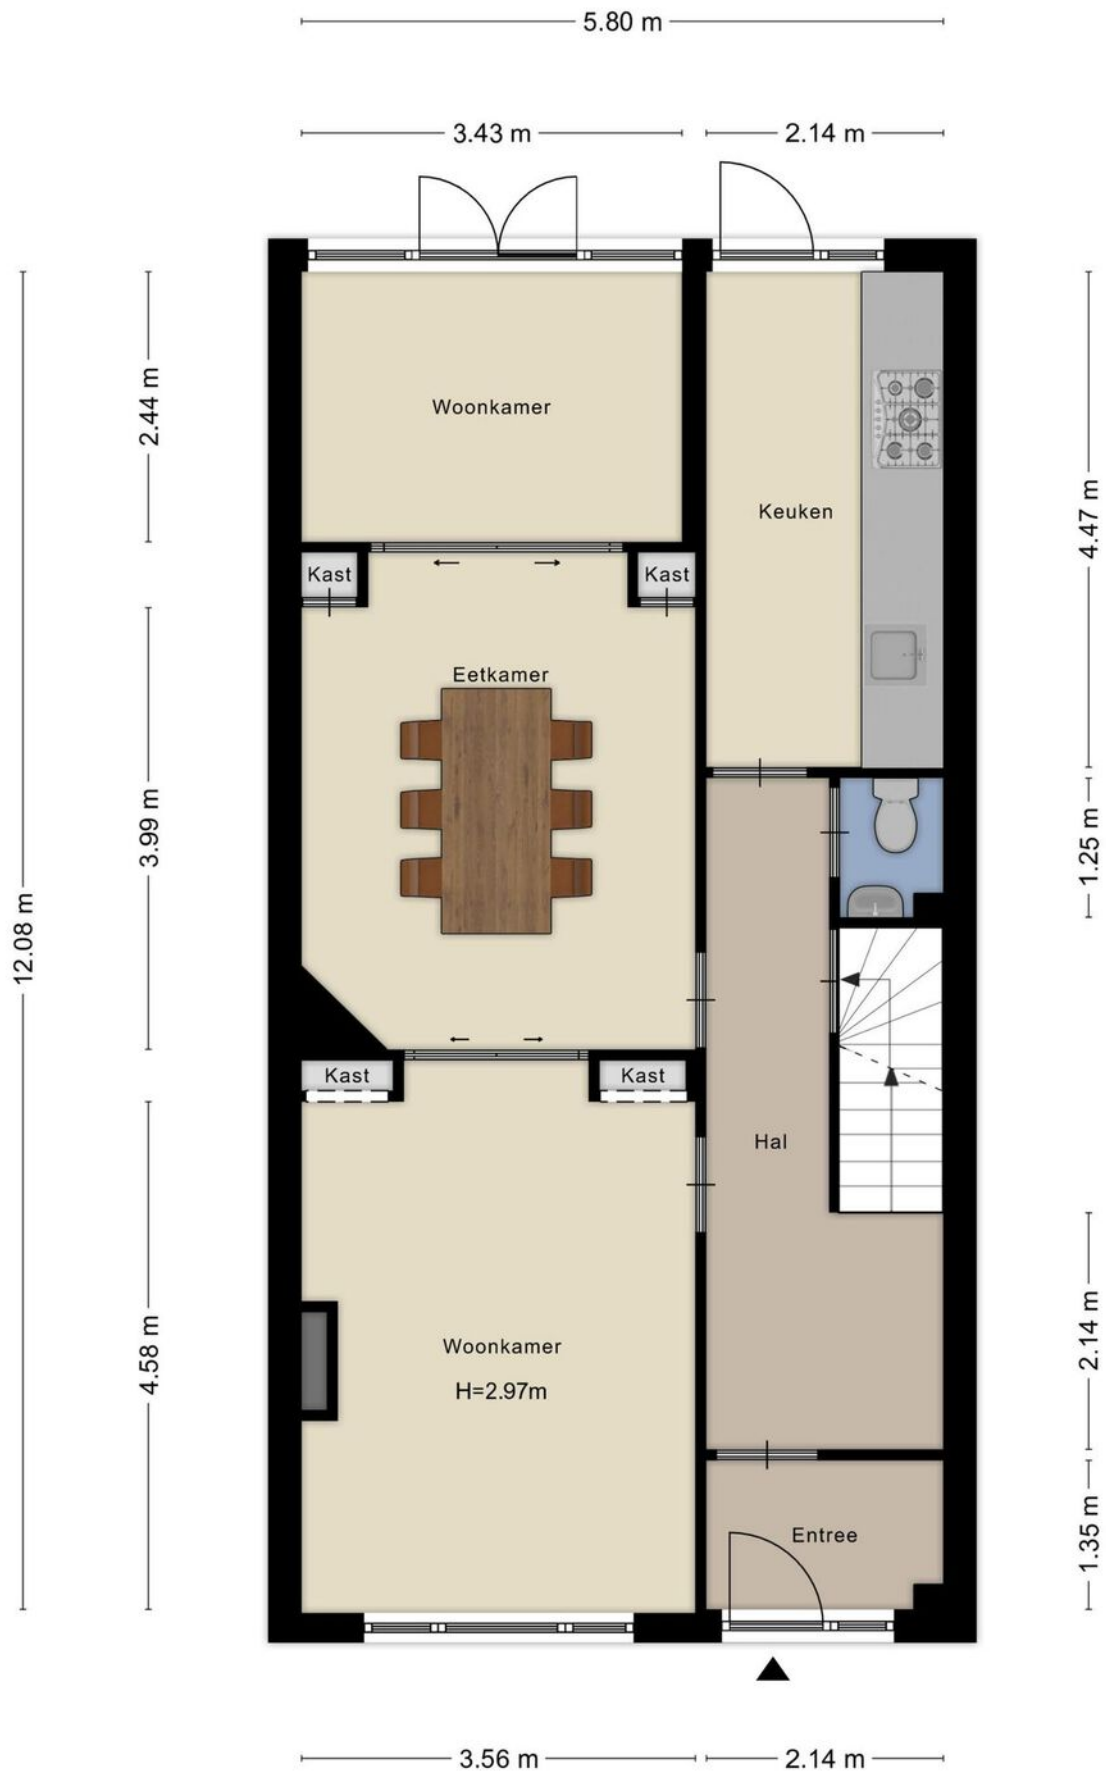 5.80 m
3.43 m
2.14 m
2.44 m
Woonkamer
Keuken
4.47 m
Kast
Kast
Eetkamer
3.99 m
1.25 m
12.08 m
Kast
Kast
Hal
4.58 m
Woonkamer
H=2.97m
2.14 m
Entree
1.35 m
3.56 m
2.14 m